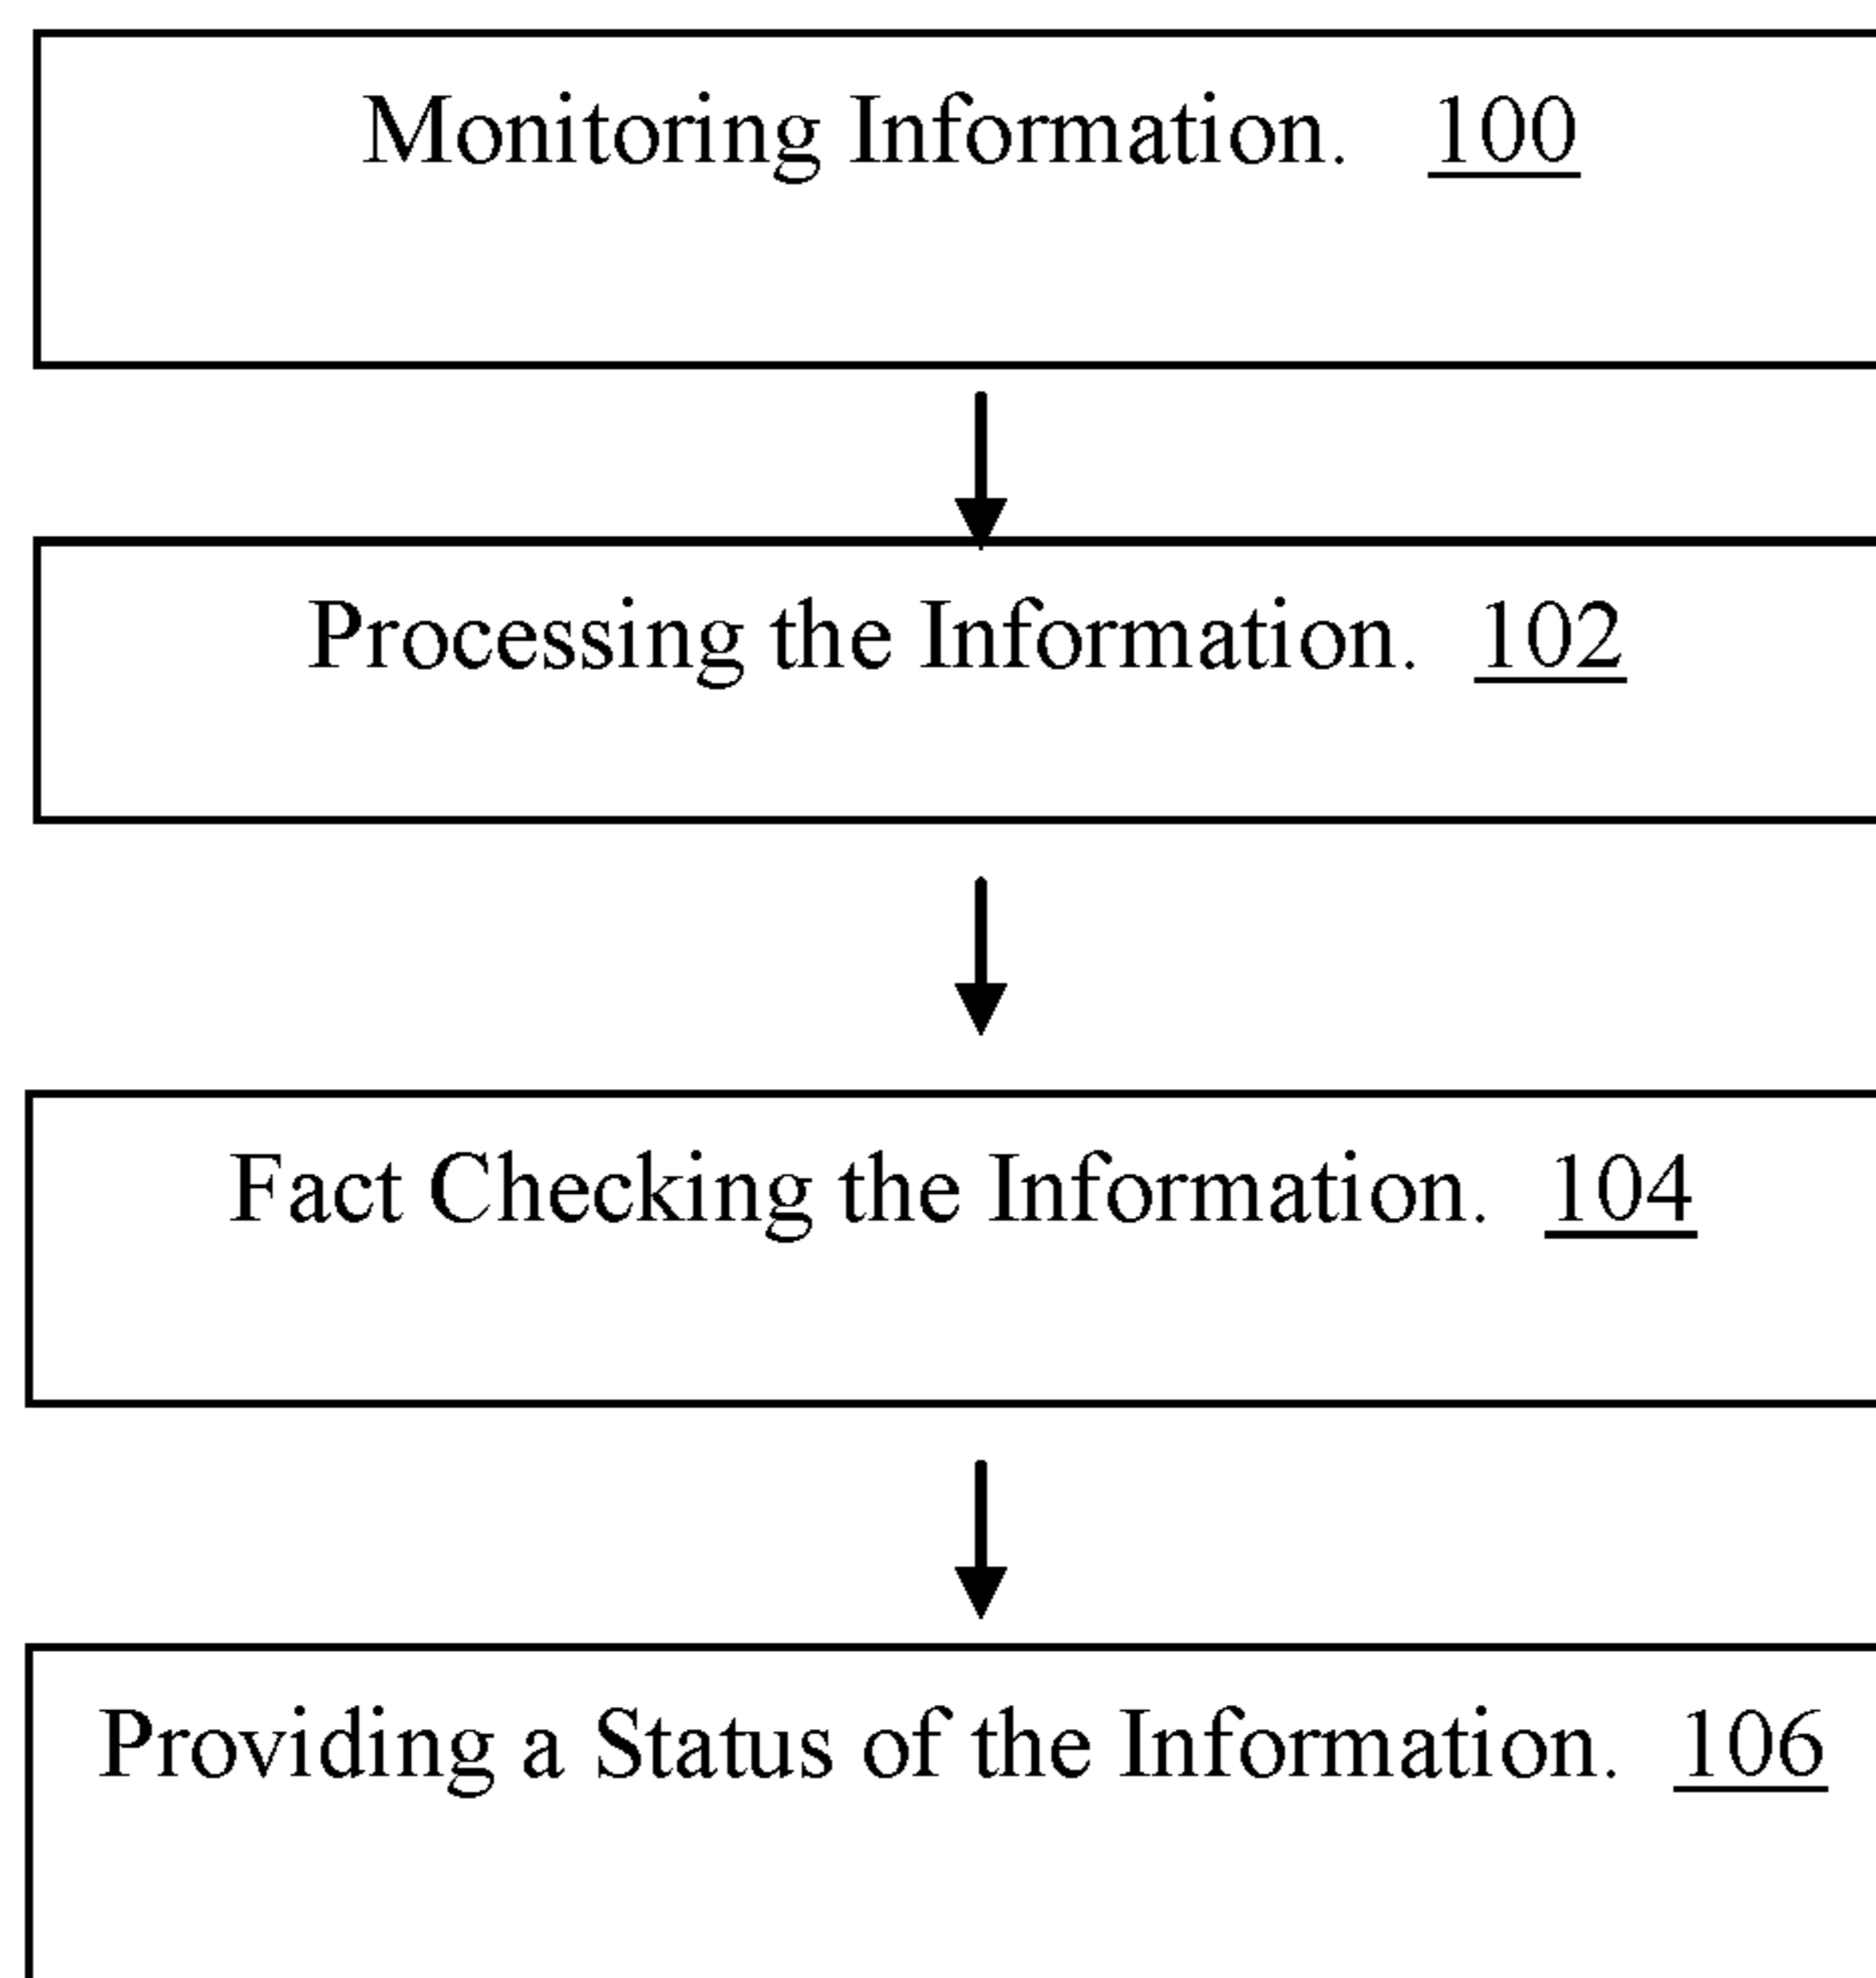 Monitoring Information. 100
Processing the Information. 102
Fact Checking the Information. 104
Providing a Status of the Information. 106